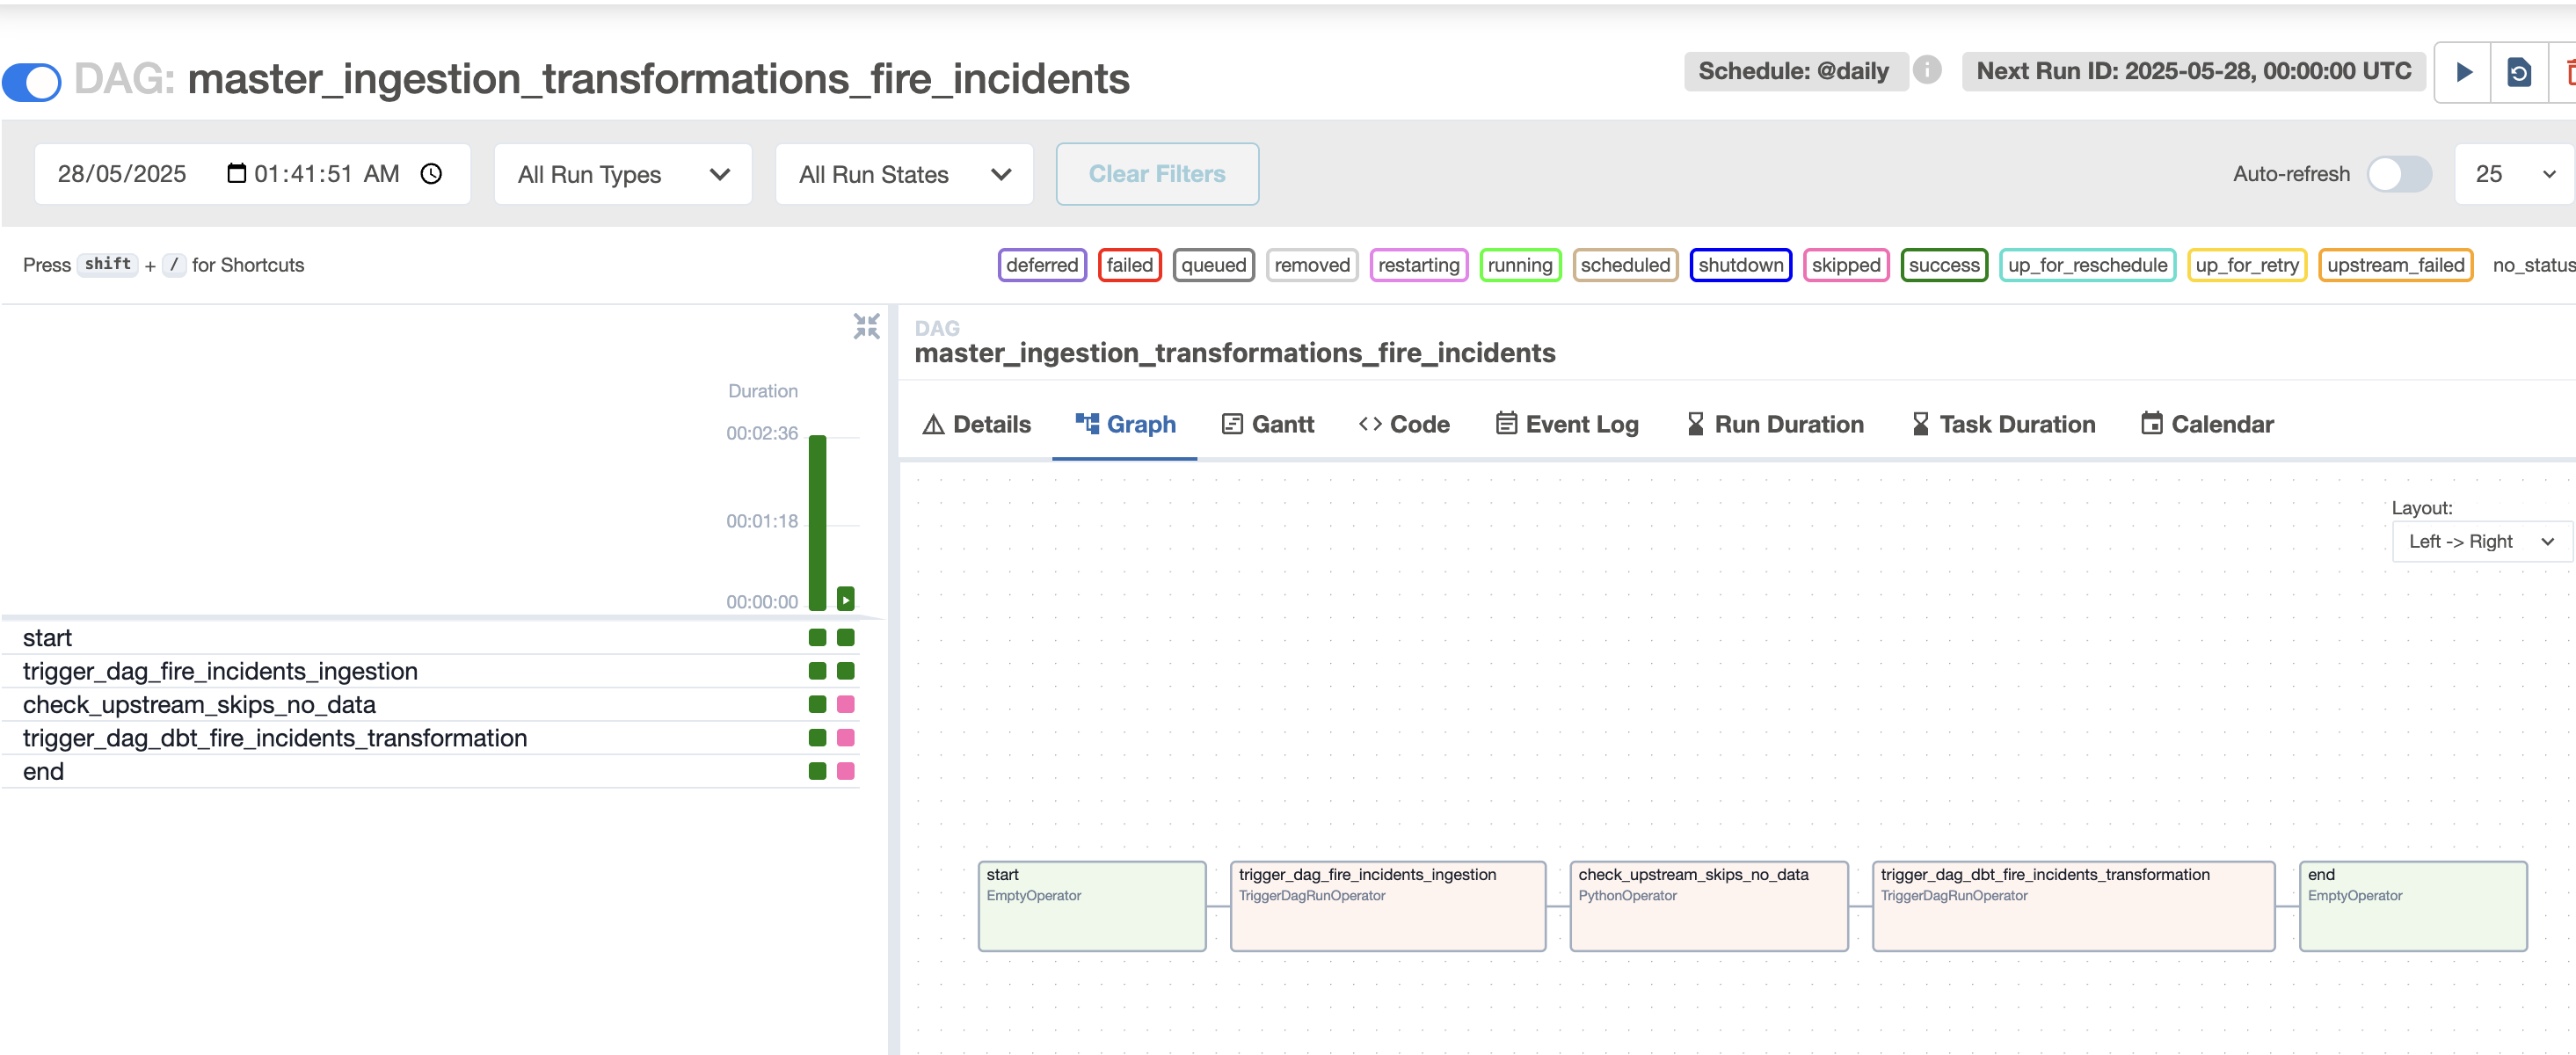 DAG: master_ingestion_transformations_fire_incidents
Schedule: @daily
Next Run ID: 2025-05-28, 00:00:00 UTC
28/05/2025 01:41:51 AM
All Run Types
All Run States
Clear Filters
Auto-refresh
25
Press shift + / for Shortcuts
deferred
failed
queued
removed
restarting
running
scheduled
shutdown
skipped
success
up_for_reschedule
up_for_retry
upstream_failed
no_status
Duration
00:02:36
00:01:18
00:00:00
start
trigger_dag_fire_incidents_ingestion
check_upstream_skips_no_data
trigger_dag_dbt_fire_incidents_transformation
end
DAG
master_ingestion_transformations_fire_incidents
Details
Graph
Gantt
Code
Event Log
Run Duration
Task Duration
Calendar
Layout:
Left -> Right
start
EmptyOperator
trigger_dag_fire_incidents_ingestion
TriggerDagRunOperator
check_upstream_skips_no_data
PythonOperator
trigger_dag_dbt_fire_incidents_transformation
TriggerDagRunOperator
end
EmptyOperator